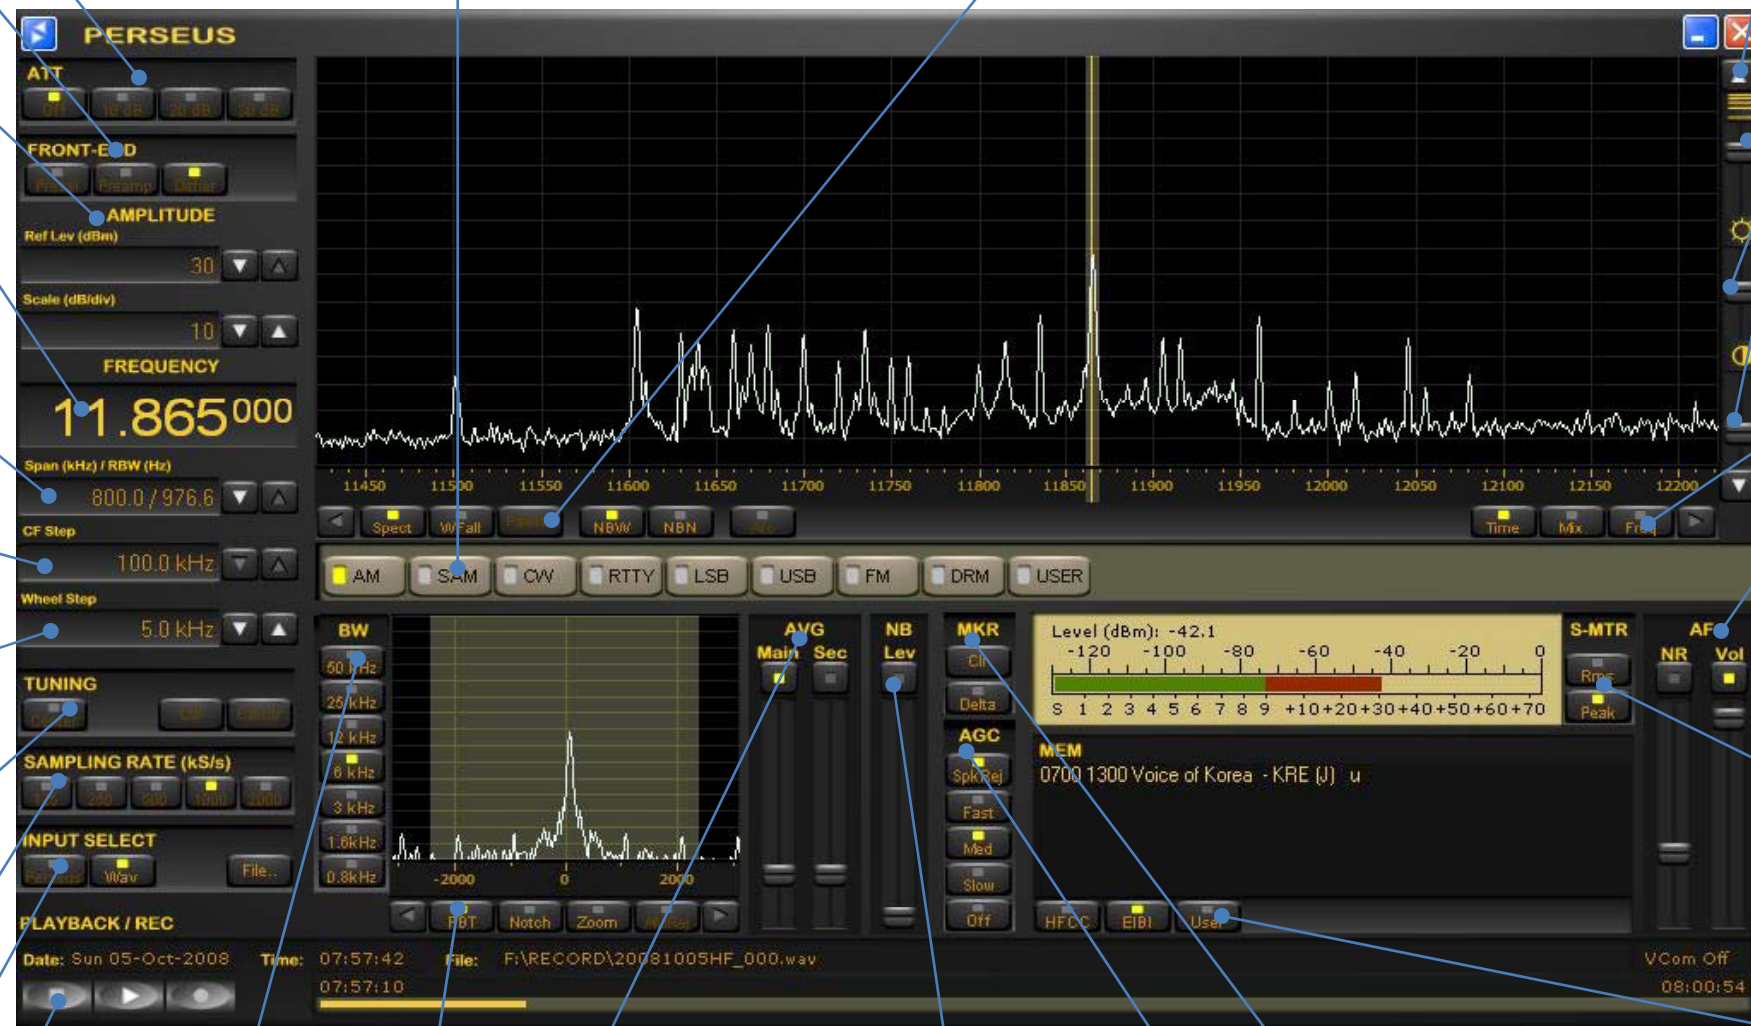 PERSEUS
ATT
Off 10 dB 20 dB 30 dB
FRONT-END
Presel Preamp Dither
AMPLITUDE
Ref Lev (dBm)
30
Scale (dB/div)
10
FREQUENCY
11.865000
Span (kHz) / RBW (Hz)
800.0 / 976.6
CF Step
100.0 kHz
Wheel Step
5.0 kHz
TUNING
Center
SAMPLING RATE (kS/s)
250 500 1000 2000
INPUT SELECT
Perseus Wav File..
PLAYBACK / REC
11450 11500 11550 11600 11650 11700 11750 11800 11850 11900 11950 12000 12050 12100 12150 12200
Spect WFall NBW NBN Time Mix Freq
AM SAM CW RTTY LSB USB FM DRM USER
BW
50 kHz
25 kHz
12 kHz
6 kHz
3 kHz
1.6kHz
0.8kHz
-2000 0 2000
PBT Notch Zoom
AVG
Main Sec
NB
Lev
MKR
Clr
Delta
AGC
SpkRej
Fast
Med
Slow
Off
Level (dBm): -42.1
-120 -100 -80 -60 -40 -20 0
S 1 2 3 4 5 6 7 8 9 +10+20+30+40+50+60+70
S-MTR
Rms
Peak
AF
NR Vol
MEM
0700 1300 Voice of Korea - KRE (J) u
HFCC EIBI User
Date: Sun 05-Oct-2008 Time: 07:57:42 File: F:\RECORD\20081005HF_000.wav VCom Off
07:57:10 08:00:54